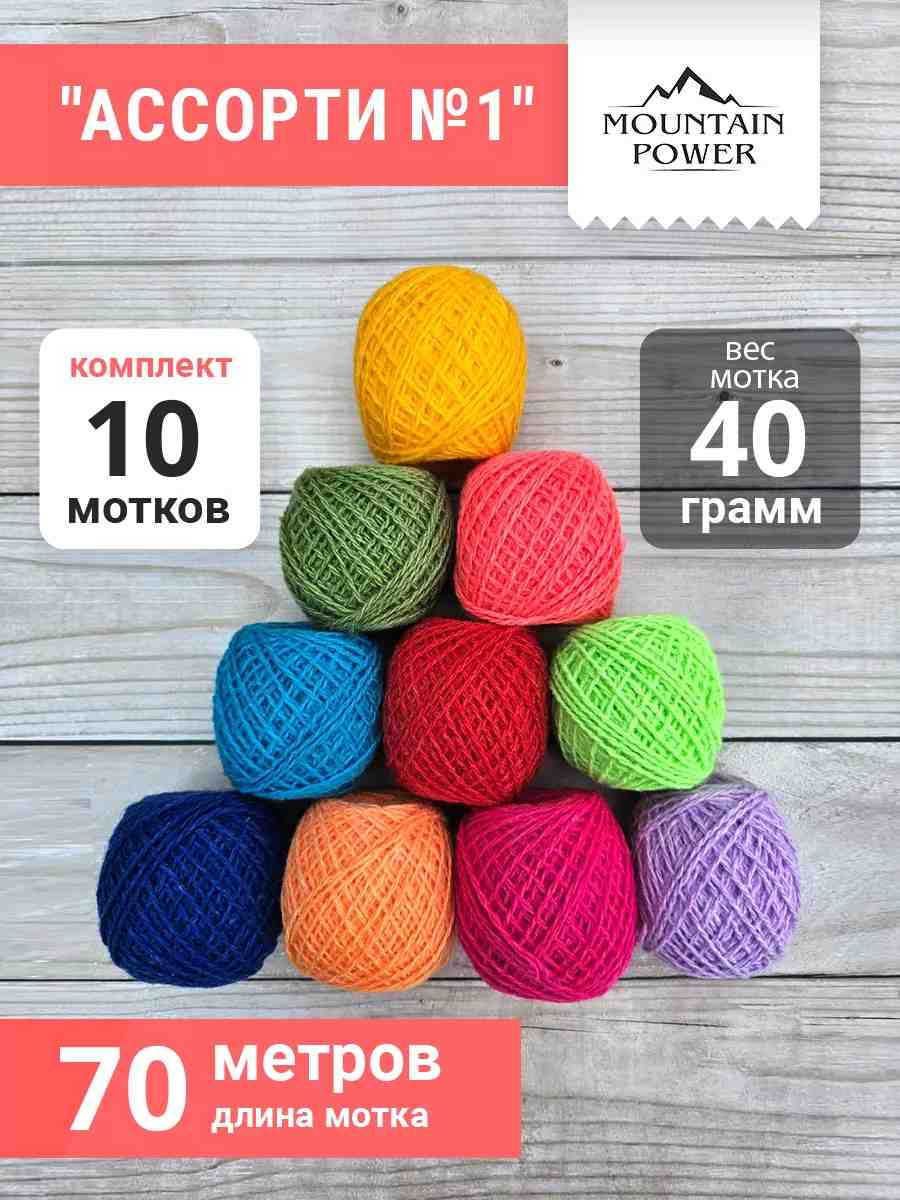 "АССОРТИ №1"
MOUNTAIN
POWER
комплект
10
мотков
вес
мотка
40
грамм
70 метров
длина мотка